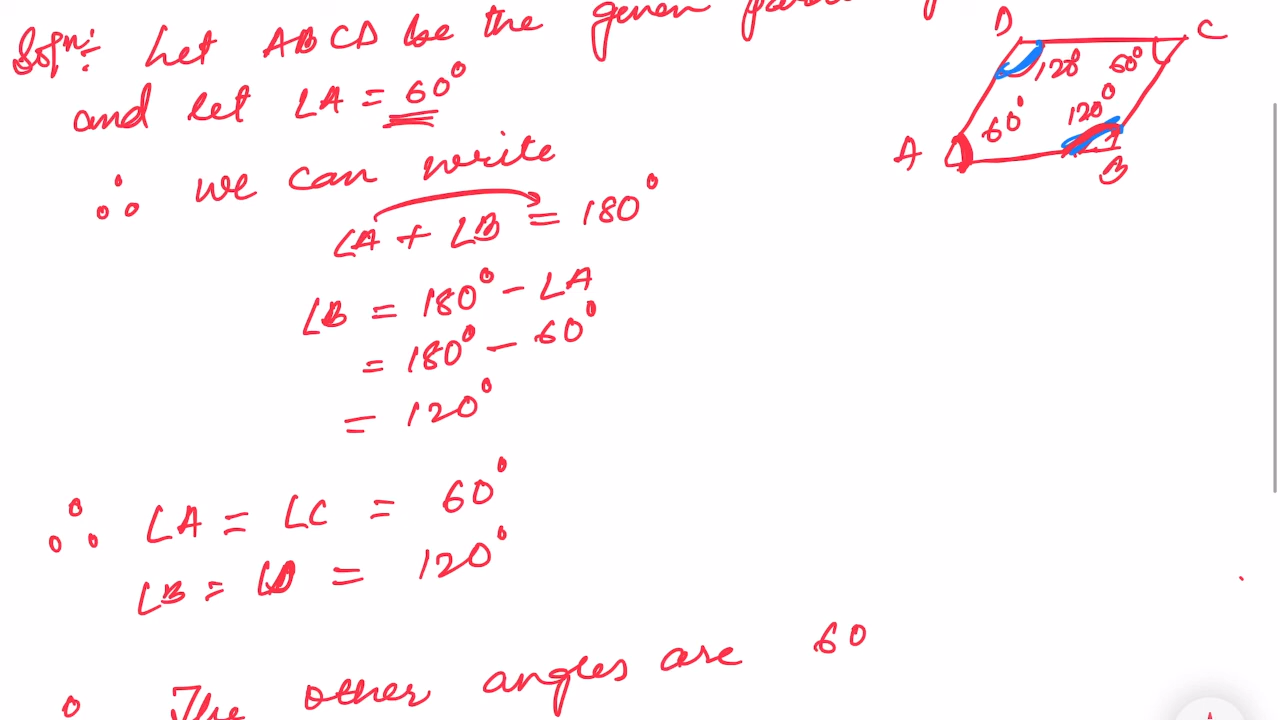 Solⁿ:- Let ABCD be the given
and let ∠A = 60°
∴ we can write
∠A + ∠B = 180°
∠B = 180° - ∠A
= 180° - 60°
= 120°
∴ ∠A = ∠C = 60°
∠B = ∠D = 120°
The other angles are 60
D C
120° 60°
60° 120°
A B